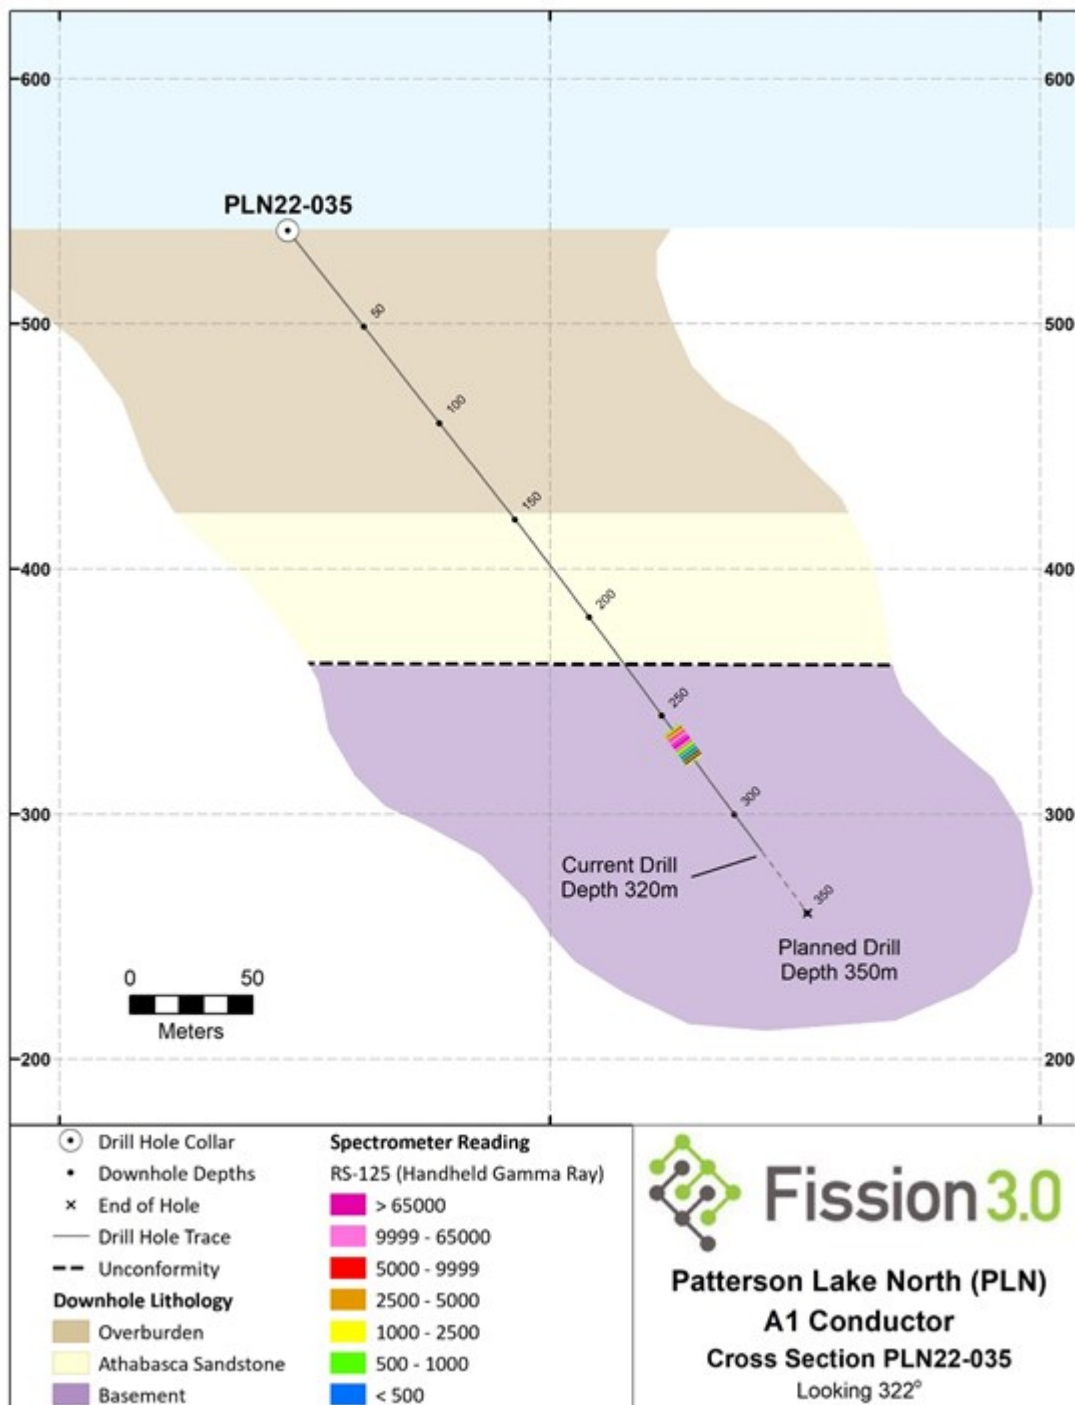 600
600
PLN22-035
50
500
500
100
150
400
400
200
250
300
300
300
Current Drill
Depth 320m
350
Planned Drill
Depth 350m
0 50
Meters
200
200
Drill Hole Collar
Downhole Depths
End of Hole
Drill Hole Trace
Unconformity
Downhole Lithology
Overburden
Athabasca Sandstone
Basement
Spectrometer Reading
RS-125 (Handheld Gamma Ray)
> 65000
9999 - 65000
5000 - 9999
2500 - 5000
1000 - 2500
500 - 1000
< 500
Fission 3.0
Patterson Lake North (PLN)
A1 Conductor
Cross Section PLN22-035
Looking 322°